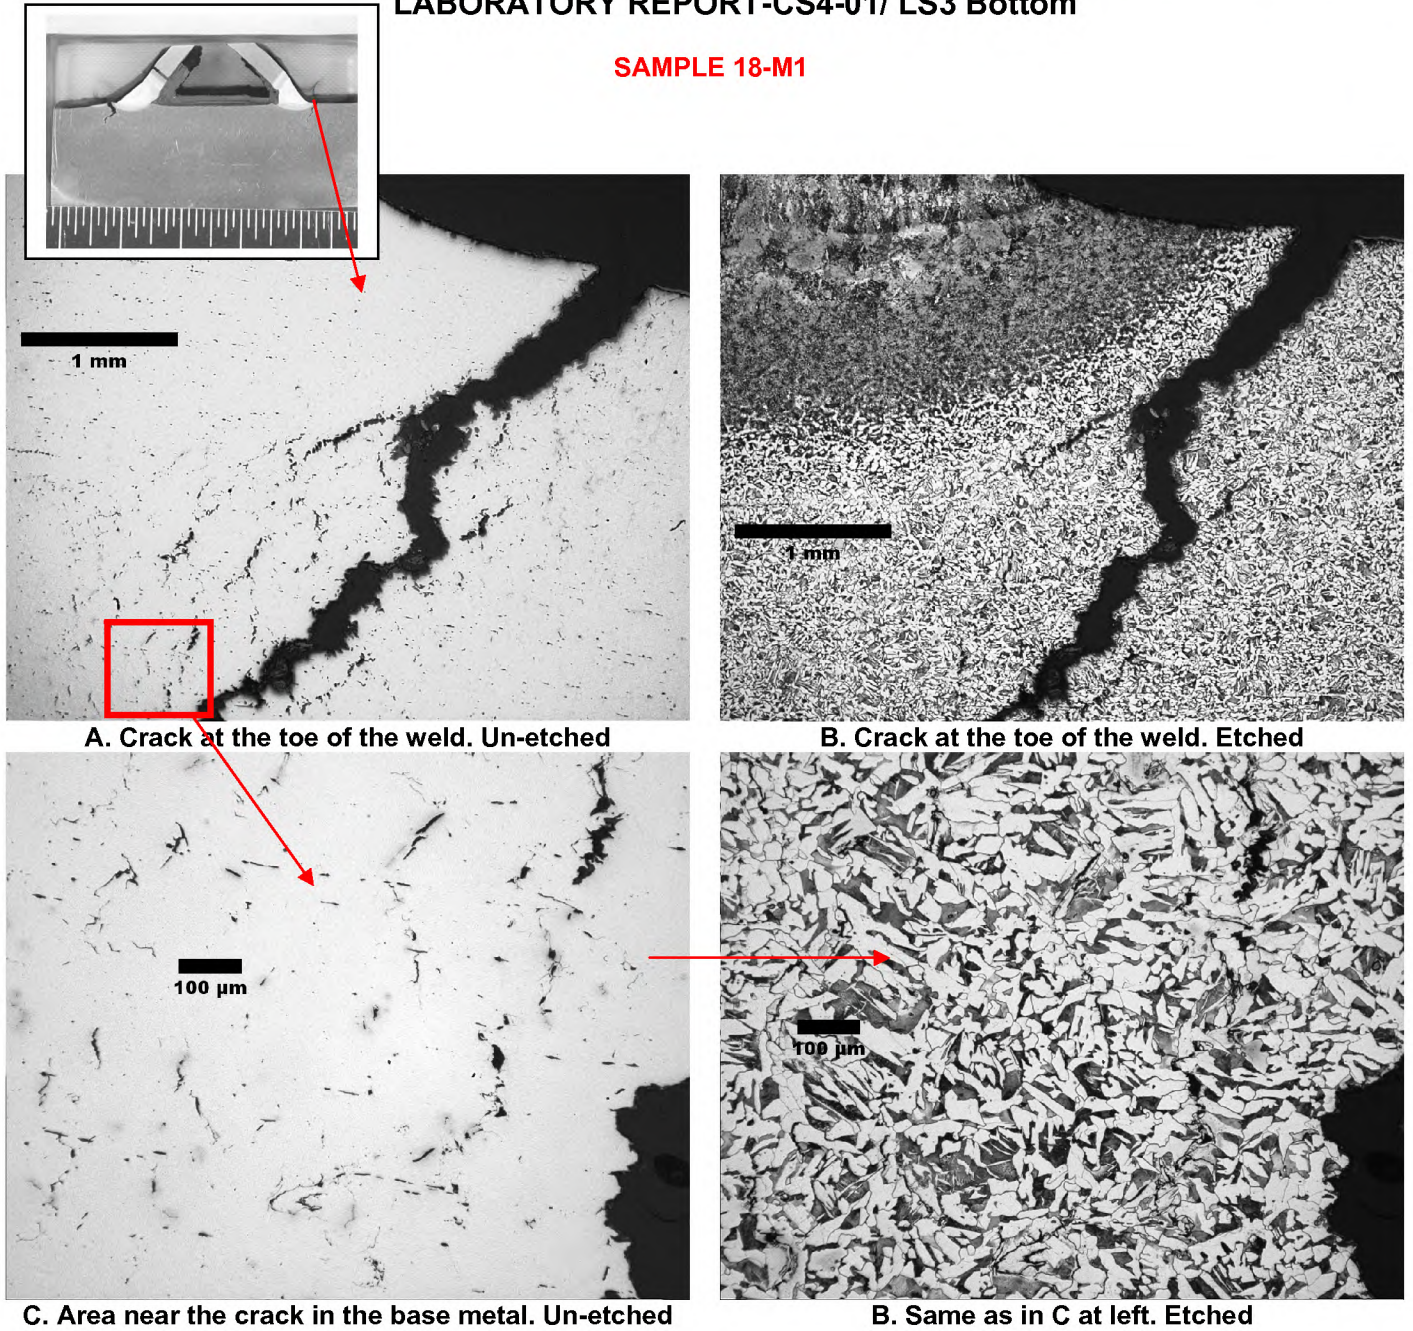 LABORATORY REPORT-CS4-01/ LS3 Bottom
SAMPLE 18-M1
1 mm
1 mm
A. Crack at the toe of the weld. Un-etched
B. Crack at the toe of the weld. Etched
100 µm
100 µm
C. Area near the crack in the base metal. Un-etched
B. Same as in C at left. Etched